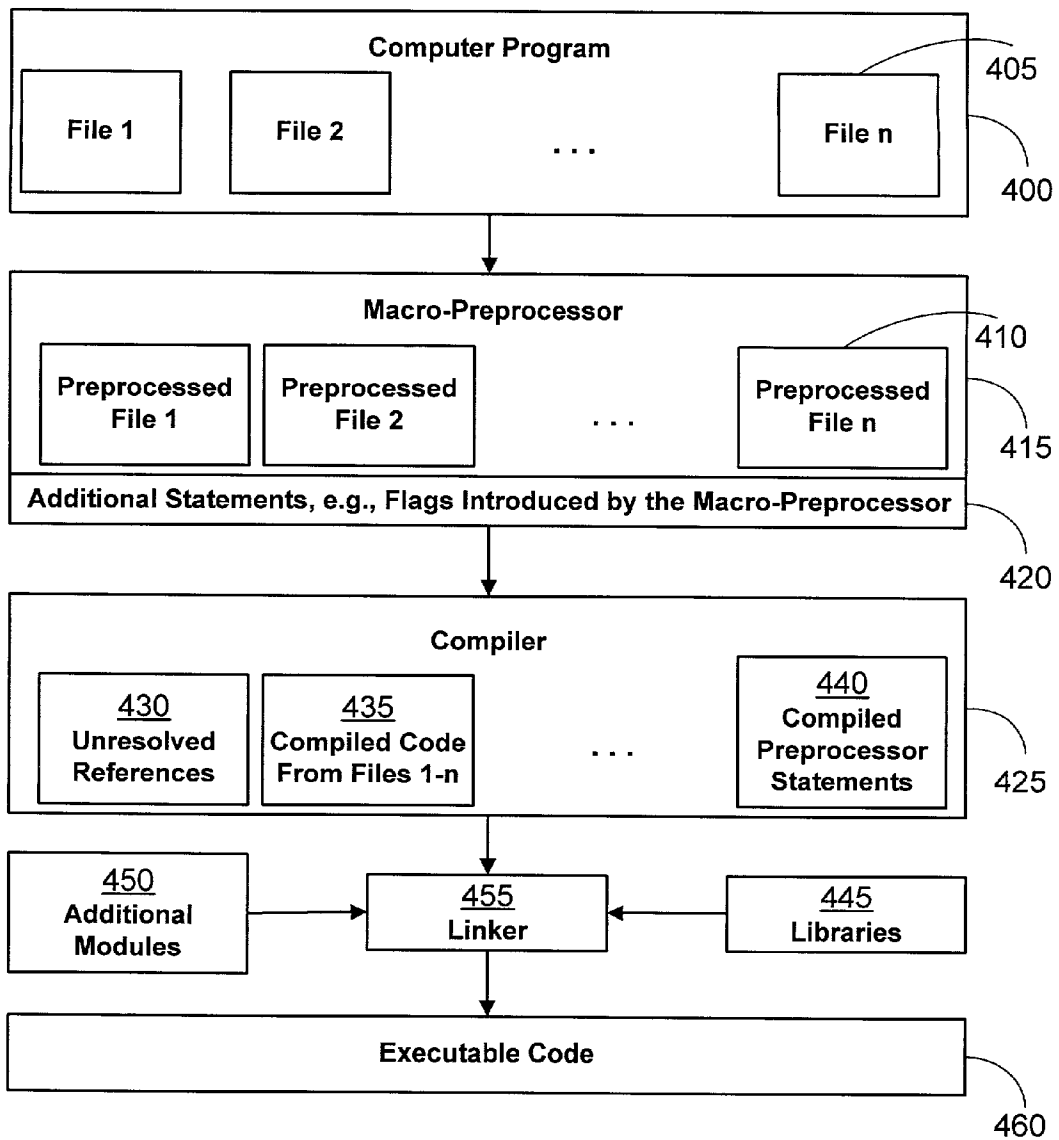 Computer Program
405
File 1
File 2
. . .
File n
400
Macro-Preprocessor
410
Preprocessed
File 1
Preprocessed
File 2
. . .
Preprocessed
File n
415
Additional Statements, e.g., Flags Introduced by the Macro-Preprocessor
420
Compiler
430
Unresolved
References
435
Compiled Code
From Files 1-n
. . .
440
Compiled
Preprocessor
Statements
425
450
Additional
Modules
455
Linker
445
Libraries
Executable Code
460